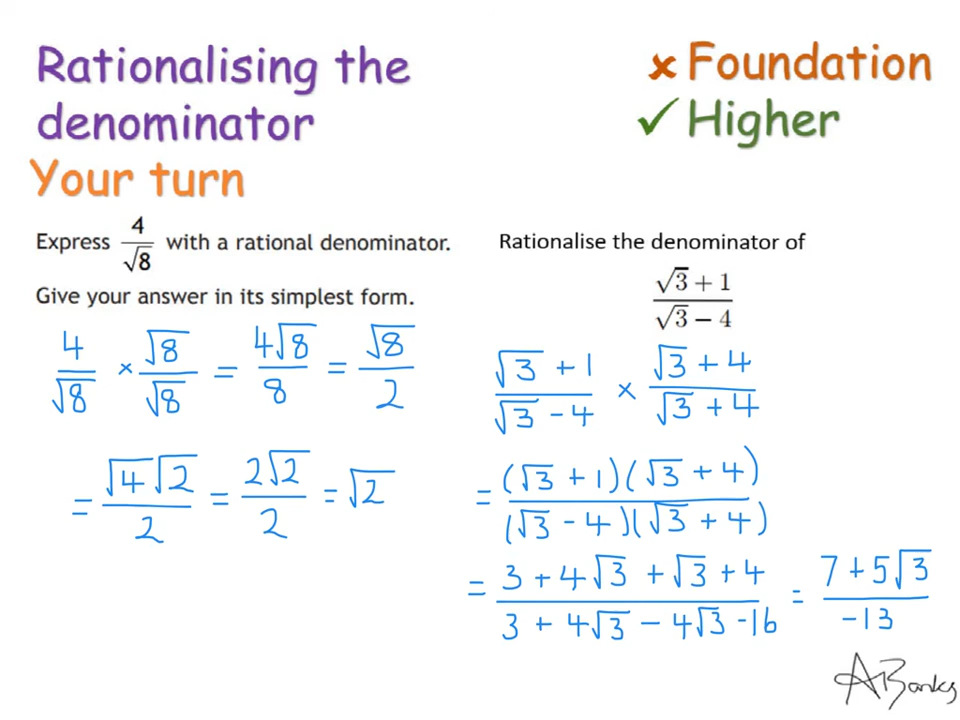 Rationalising the
denominator
Your turn
✗ Foundation
✓ Higher
Express 4/√8 with a rational denominator.
Give your answer in its simplest form.
4/√8 × √8/√8 = 4√8/8 = √8/2
= √4√2/2 = 2√2/2 = √2
Rationalise the denominator of
(√3 + 1)/(√3 − 4)
(√3 + 1)/(√3 − 4) × (√3 + 4)/(√3 + 4)
= (√3 + 1)(√3 + 4)/(√3 − 4)(√3 + 4)
= (3 + 4√3 + √3 + 4)/(3 + 4√3 − 4√3 − 16) = (7 + 5√3)/−13
ABanks